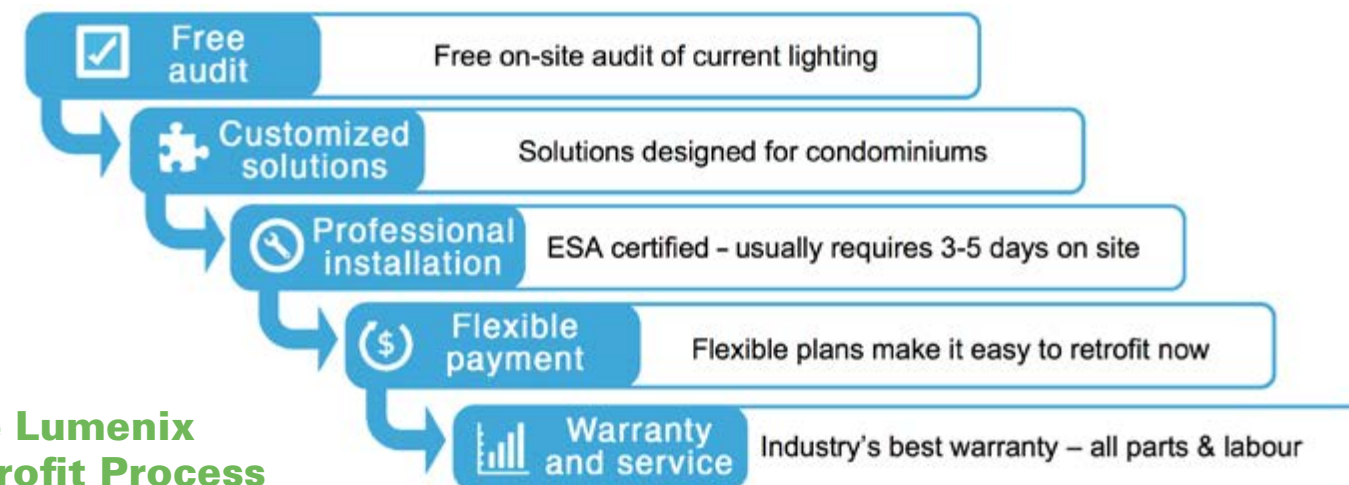 Free
audit
Free on-site audit of current lighting
Customized
solutions
Solutions designed for condominiums
Professional
installation
ESA certified – usually requires 3-5 days on site
$
Flexible
payment
Flexible plans make it easy to retrofit now
Warranty
and service
Industry's best warranty – all parts & labour
Lumenix
rofit Process